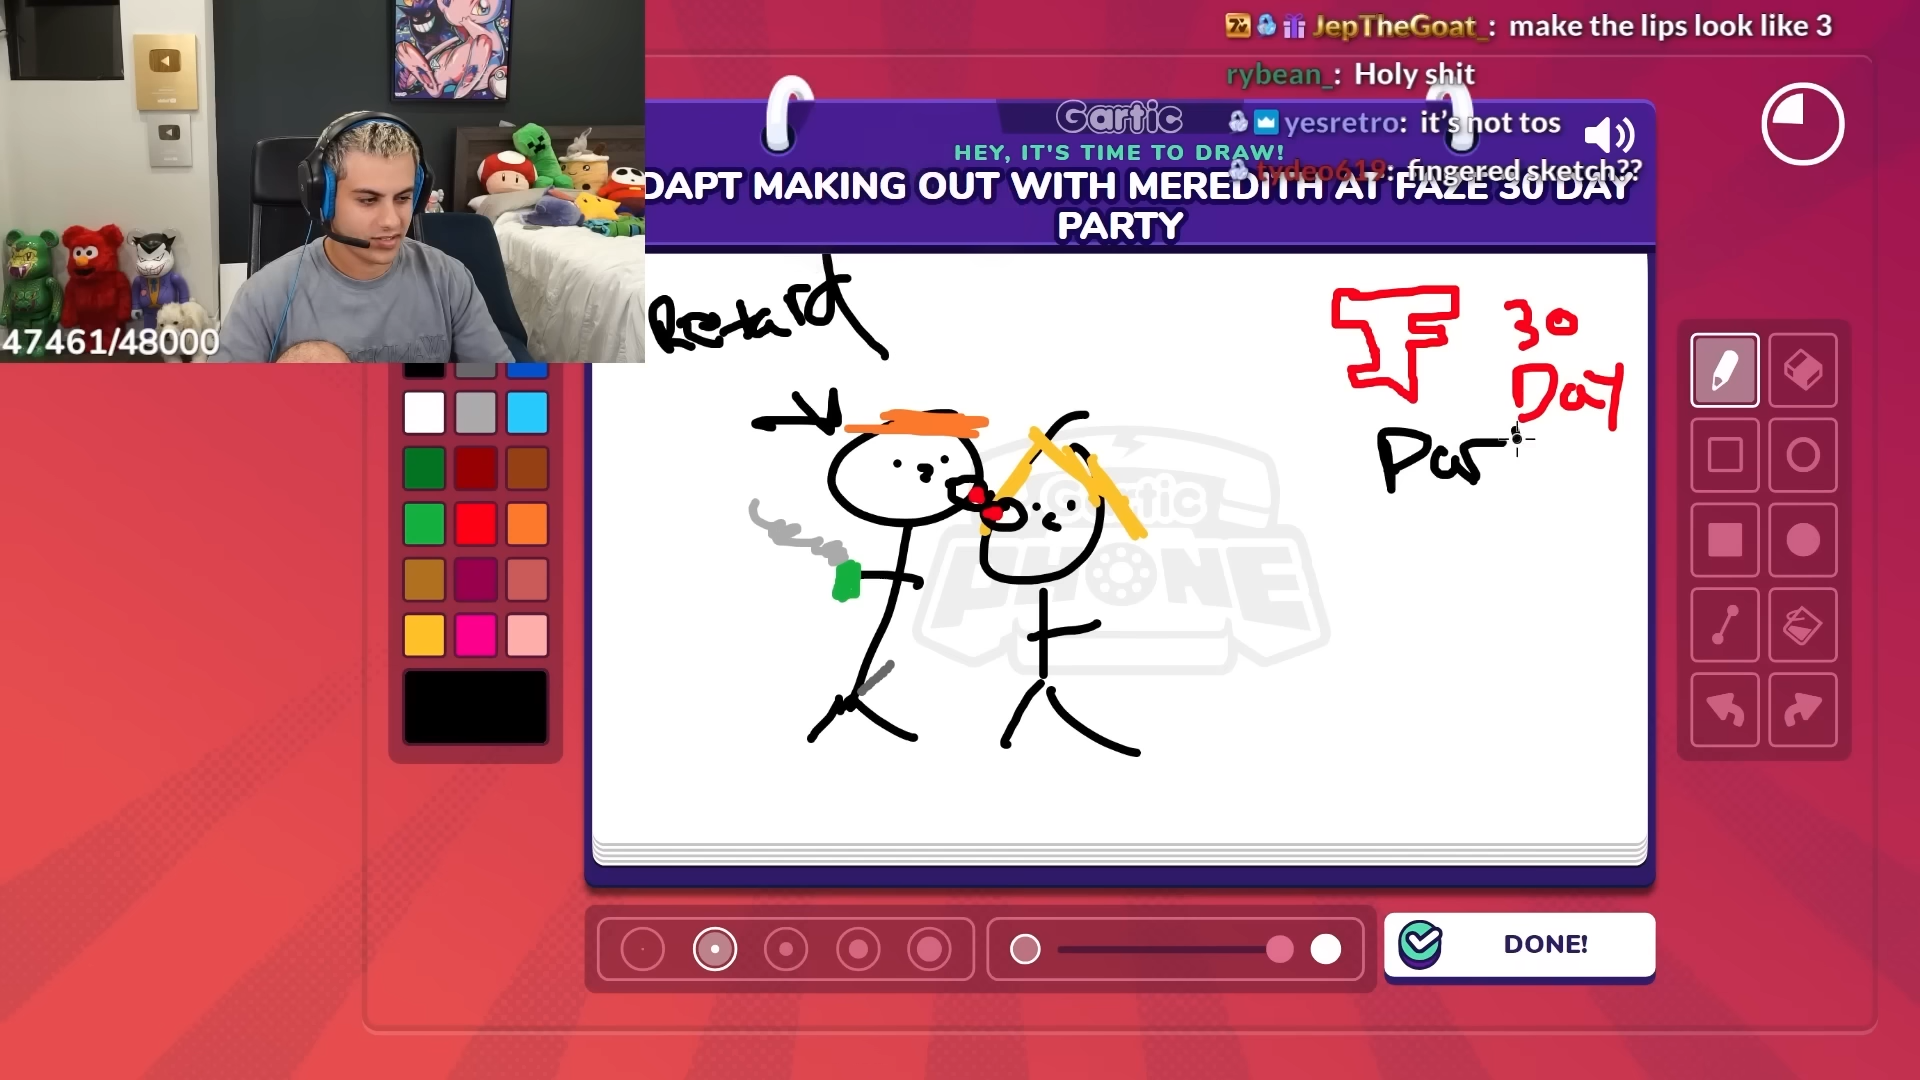 JepTheGoat_: make the lips look like 3
rybean_: Holy shit
yesretro: it's not tos
tydeo619: fingered sketch??
Gartic
HEY, IT'S TIME TO DRAW!
DAPT MAKING OUT WITH MEREDITH AT FAZE 30 DAY
PARTY
47461/48000
Retard
30
Day
Par
Gartic
PHONE
DONE!